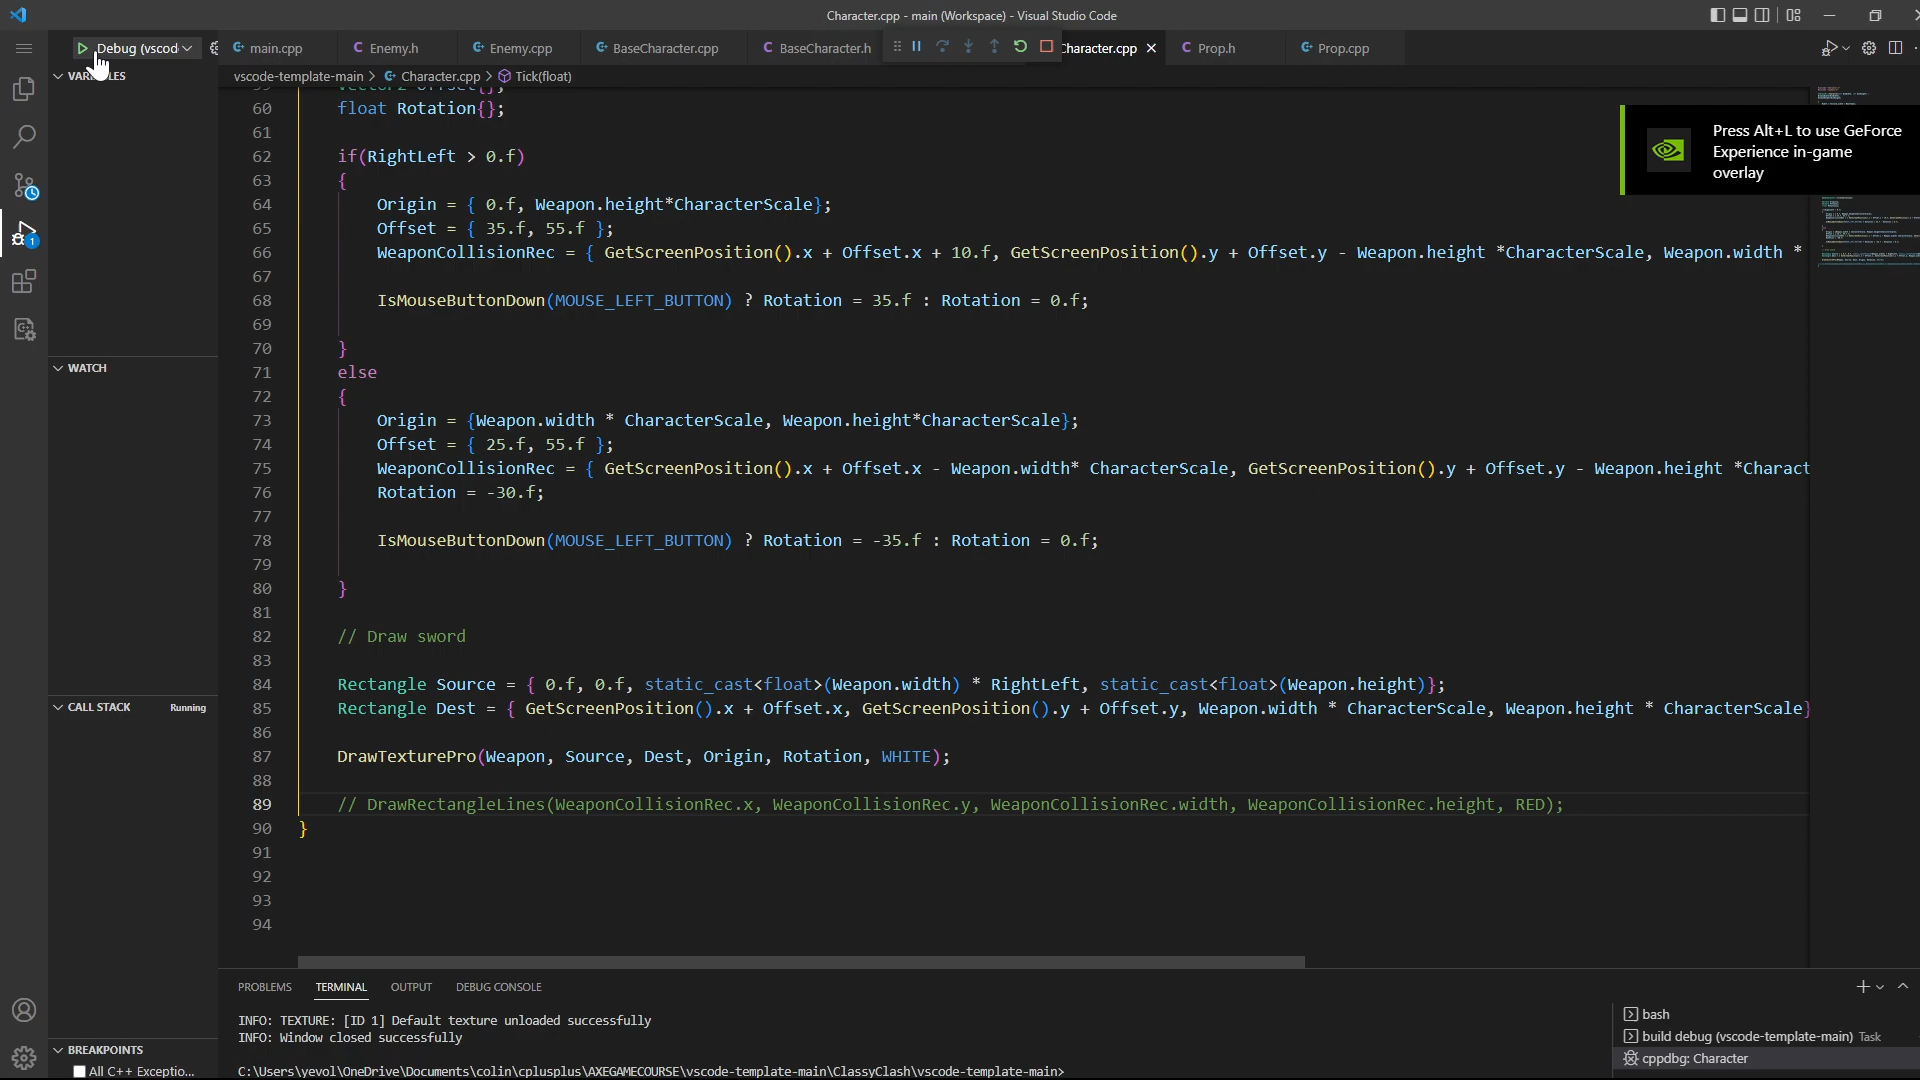 Character.cpp - main (Workspace) - Visual Studio Code
Debug (vscod
main.cpp
Enemy.h
Enemy.cpp
BaseCharacter.cpp
BaseCharacter.h
Character.cpp
Prop.h
Prop.cpp
VARIABLES
vscode-template-main > Character.cpp > Tick(float)
60 float Rotation{};
61
62 if(RightLeft > 0.f)
63 {
64 Origin = { 0.f, Weapon.height*CharacterScale};
65 Offset = { 35.f, 55.f };
66 WeaponCollisionRec = { GetScreenPosition().x + Offset.x + 10.f, GetScreenPosition().y + Offset.y - Weapon.height *CharacterScale, Weapon.width *
67
68 IsMouseButtonDown(MOUSE_LEFT_BUTTON) ? Rotation = 35.f : Rotation = 0.f;
69
70 }
71 else
72 {
73 Origin = {Weapon.width * CharacterScale, Weapon.height*CharacterScale};
74 Offset = { 25.f, 55.f };
75 WeaponCollisionRec = { GetScreenPosition().x + Offset.x - Weapon.width* CharacterScale, GetScreenPosition().y + Offset.y - Weapon.height *Charact
76 Rotation = -30.f;
77
78 IsMouseButtonDown(MOUSE_LEFT_BUTTON) ? Rotation = -35.f : Rotation = 0.f;
79
80 }
81
82 // Draw sword
83
84 Rectangle Source = { 0.f, 0.f, static_cast<float>(Weapon.width) * RightLeft, static_cast<float>(Weapon.height)};
85 Rectangle Dest = { GetScreenPosition().x + Offset.x, GetScreenPosition().y + Offset.y, Weapon.width * CharacterScale, Weapon.height * CharacterScale}
86
87 DrawTexturePro(Weapon, Source, Dest, Origin, Rotation, WHITE);
88
89 // DrawRectangleLines(WeaponCollisionRec.x, WeaponCollisionRec.y, WeaponCollisionRec.width, WeaponCollisionRec.height, RED);
90 }
91
92
93
94
Press Alt+L to use GeForce
Experience in-game
overlay
1
WATCH
CALL STACK Running
BREAKPOINTS
All C++ Exceptio...
PROBLEMS TERMINAL OUTPUT DEBUG CONSOLE
INFO: TEXTURE: [ID 1] Default texture unloaded successfully
INFO: Window closed successfully
C:\Users\yevol\OneDrive\Documents\colin\cplusplus\AXEGAMECOURSE\vscode-template-main\ClassyClash\vscode-template-main>
bash
build debug (vscode-template-main) Task
cppdbg: Character